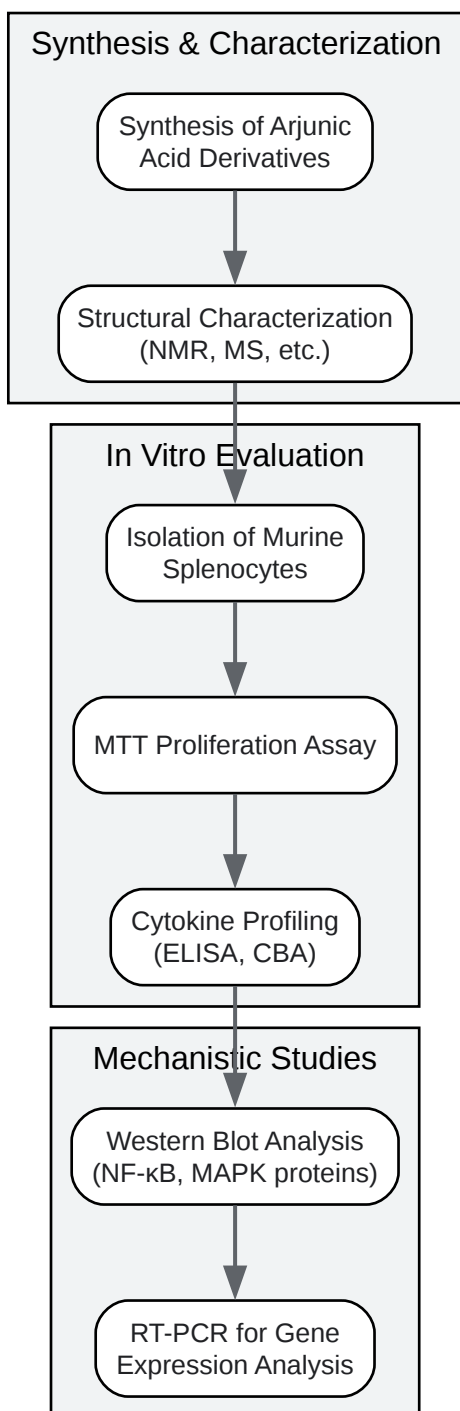 Synthesis & Characterization
Synthesis of Arjunic
Acid Derivatives
Structural Characterization
(NMR, MS, etc.)
In Vitro Evaluation
Isolation of Murine
Splenocytes
MTT Proliferation Assay
Cytokine Profiling
(ELISA, CBA)
Mechanistic Studies
Western Blot Analysis
(NF-κB, MAPK proteins)
RT-PCR for Gene
Expression Analysis